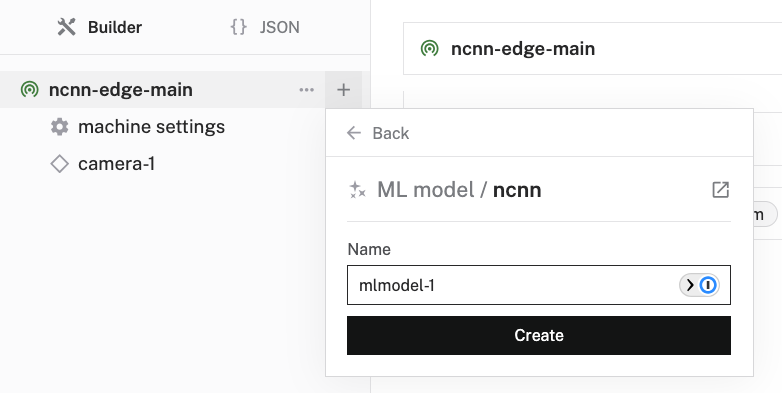 Builder
JSON
ncnn-edge-main
machine settings
camera-1
ncnn-edge-main
Back
ML model / ncnn
Name
mlmodel-1
Create
m